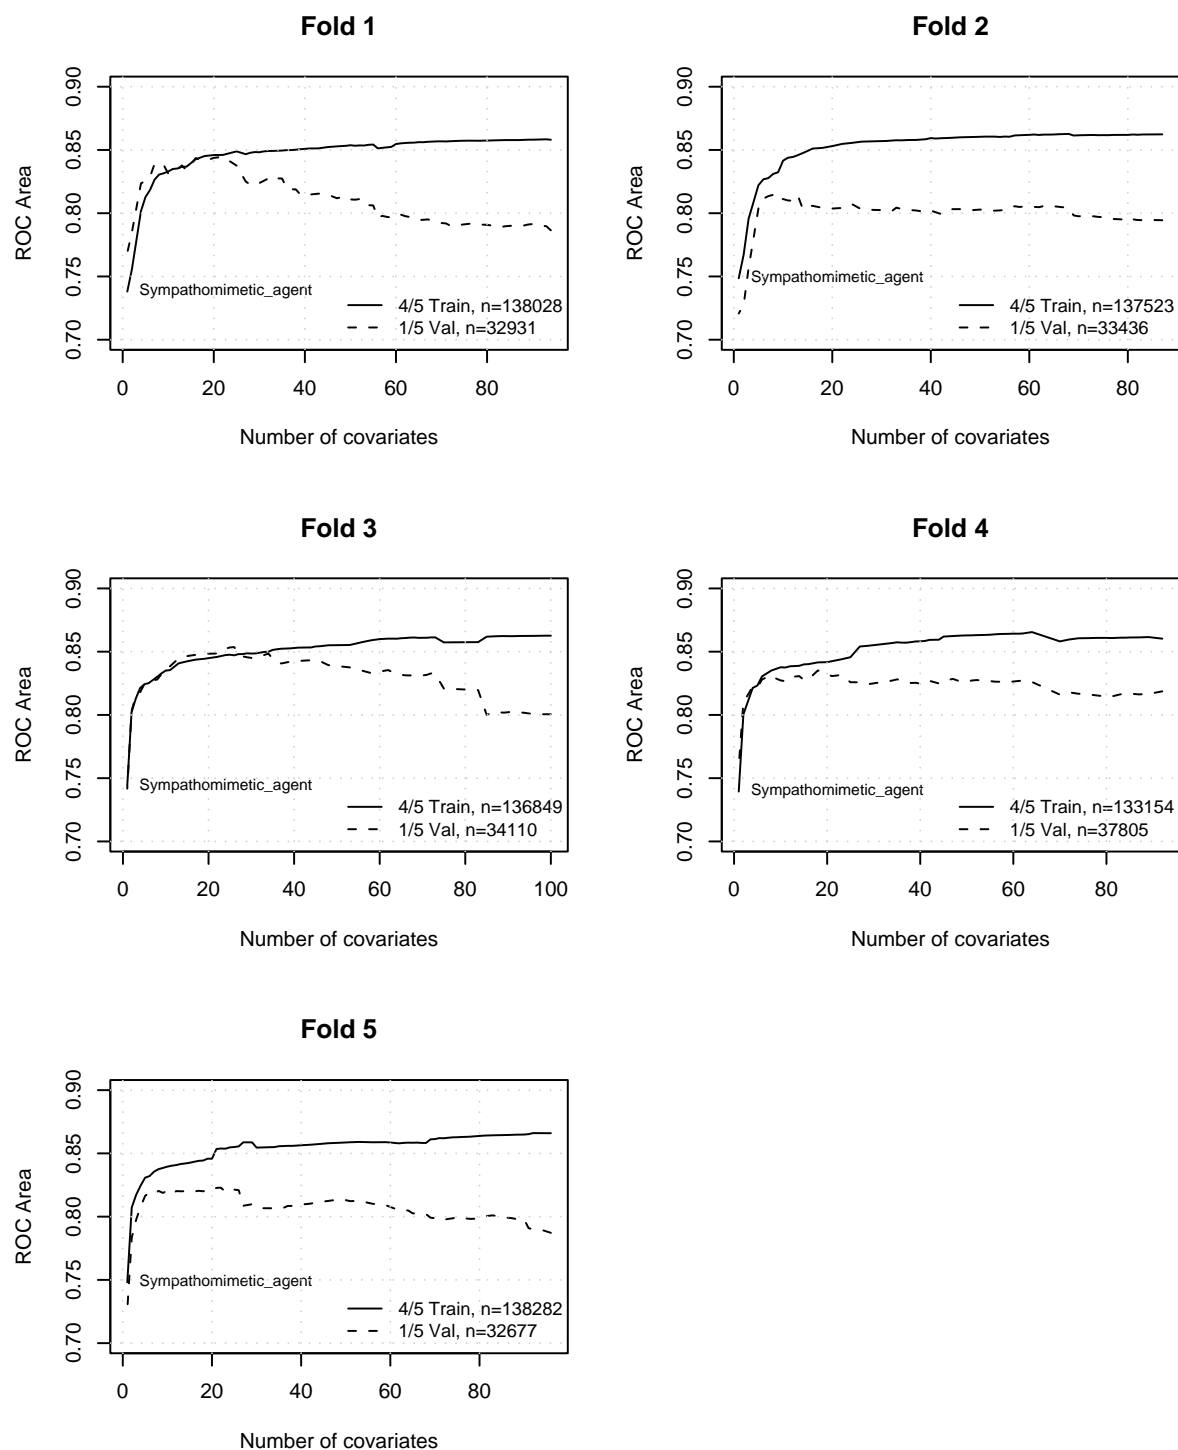 Fold 1
ROC Area
0.90
0.85
0.80
0.75
0.70
Sympathomimetic_agent
4/5 Train, n=138028
1/5 Val, n=32931
0 20 40 60 80
Number of covariates
Fold 2
ROC Area
0.90
0.85
0.80
0.75
0.70
Sympathomimetic_agent
4/5 Train, n=137523
1/5 Val, n=33436
0 20 40 60 80
Number of covariates
Fold 3
ROC Area
0.90
0.85
0.80
0.75
0.70
Sympathomimetic_agent
4/5 Train, n=136849
1/5 Val, n=34110
0 20 40 60 80 100
Number of covariates
Fold 4
ROC Area
0.90
0.85
0.80
0.75
0.70
Sympathomimetic_agent
4/5 Train, n=133154
1/5 Val, n=37805
0 20 40 60 80
Number of covariates
Fold 5
ROC Area
0.90
0.85
0.80
0.75
0.70
Sympathomimetic_agent
4/5 Train, n=138282
1/5 Val, n=32677
0 20 40 60 80
Number of covariates